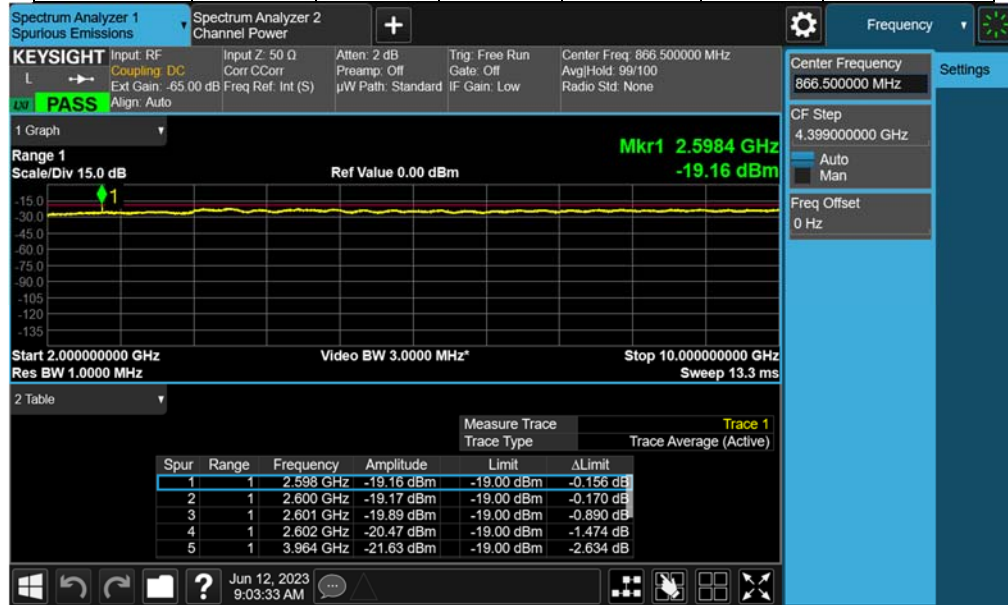 Spectrum Analyzer 1
Spurious Emissions
Spectrum Analyzer 2
Channel Power
+
Frequency
KEYSIGHT
L
LXI
PASS
Input: RF
Coupling: DC
Ext Gain: -65.00 dB
Align: Auto
Input Z: 50 Ω
Corr CCorr
Freq Ref: Int (S)
Atten: 2 dB
Preamp: Off
µW Path: Standard
Trig: Free Run
Gate: Off
IF Gain: Low
Center Freq: 866.500000 MHz
Avg|Hold: 99/100
Radio Std: None
Center Frequency
866.500000 MHz
Settings
CF Step
4.399000000 GHz
Auto
Man
Freq Offset
0 Hz
1 Graph
Range 1
Scale/Div 15.0 dB
Ref Value 0.00 dBm
Mkr1 2.5984 GHz
-19.16 dBm
1
-15.0
-30.0
-45.0
-60.0
-75.0
-90.0
-105
-120
-135
Start 2.000000000 GHz
Video BW 3.0000 MHz*
Stop 10.000000000 GHz
Res BW 1.0000 MHz
Sweep 13.3 ms
2 Table
Measure Trace Trace 1
Trace Type Trace Average (Active)
Spur Range Frequency Amplitude Limit ΔLimit
1 1 2.598 GHz -19.16 dBm -19.00 dBm -0.156 dB
2 1 2.600 GHz -19.17 dBm -19.00 dBm -0.170 dB
3 1 2.601 GHz -19.89 dBm -19.00 dBm -0.890 dB
4 1 2.602 GHz -20.47 dBm -19.00 dBm -1.474 dB
5 1 3.964 GHz -21.63 dBm -19.00 dBm -2.634 dB
?
Jun 12, 2023
9:03:33 AM